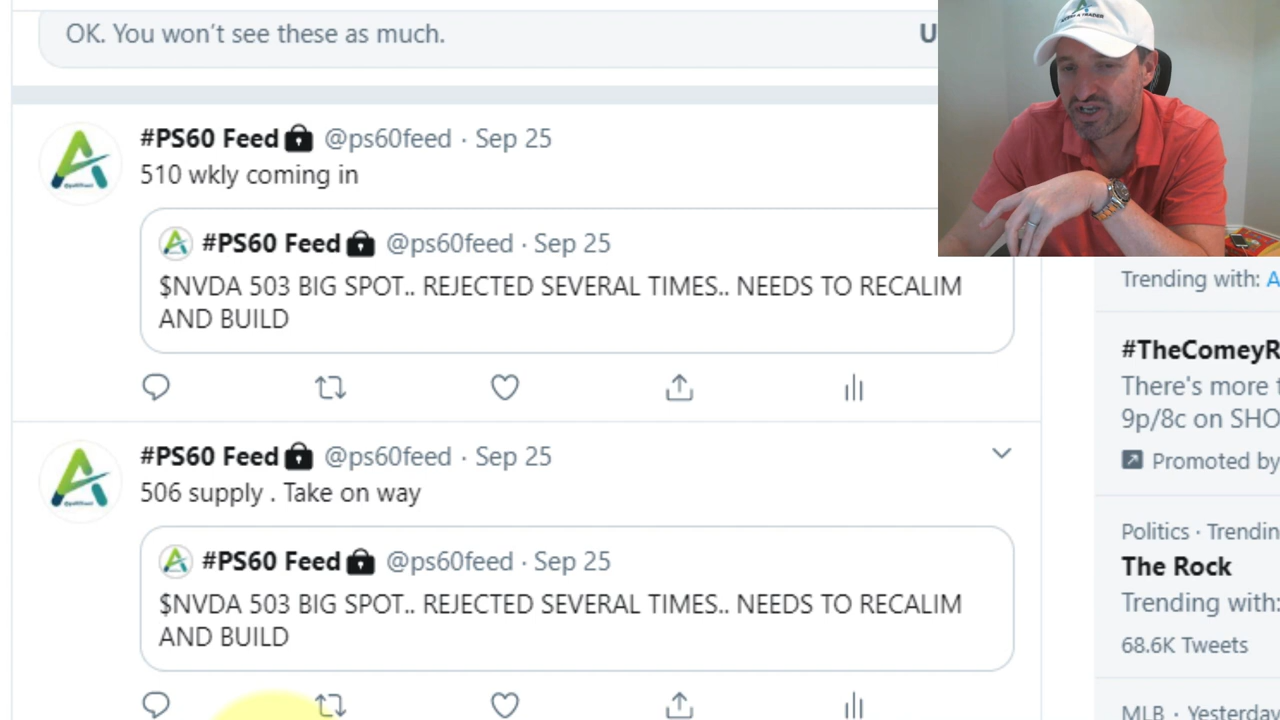 OK. You won't see these as much.
#PS60 Feed @ps60feed · Sep 25
510 wkly coming in
#PS60 Feed @ps60feed · Sep 25
$NVDA 503 BIG SPOT.. REJECTED SEVERAL TIMES.. NEEDS TO RECALIM
AND BUILD
#PS60 Feed @ps60feed · Sep 25
506 supply . Take on way
#PS60 Feed @ps60feed · Sep 25
$NVDA 503 BIG SPOT.. REJECTED SEVERAL TIMES.. NEEDS TO RECALIM
AND BUILD
Trending with: A
#TheComeyR
There's more t
9p/8c on SHO
Promoted by
Politics · Trendin
The Rock
Trending with:
68.6K Tweets
MLB · Yesterday